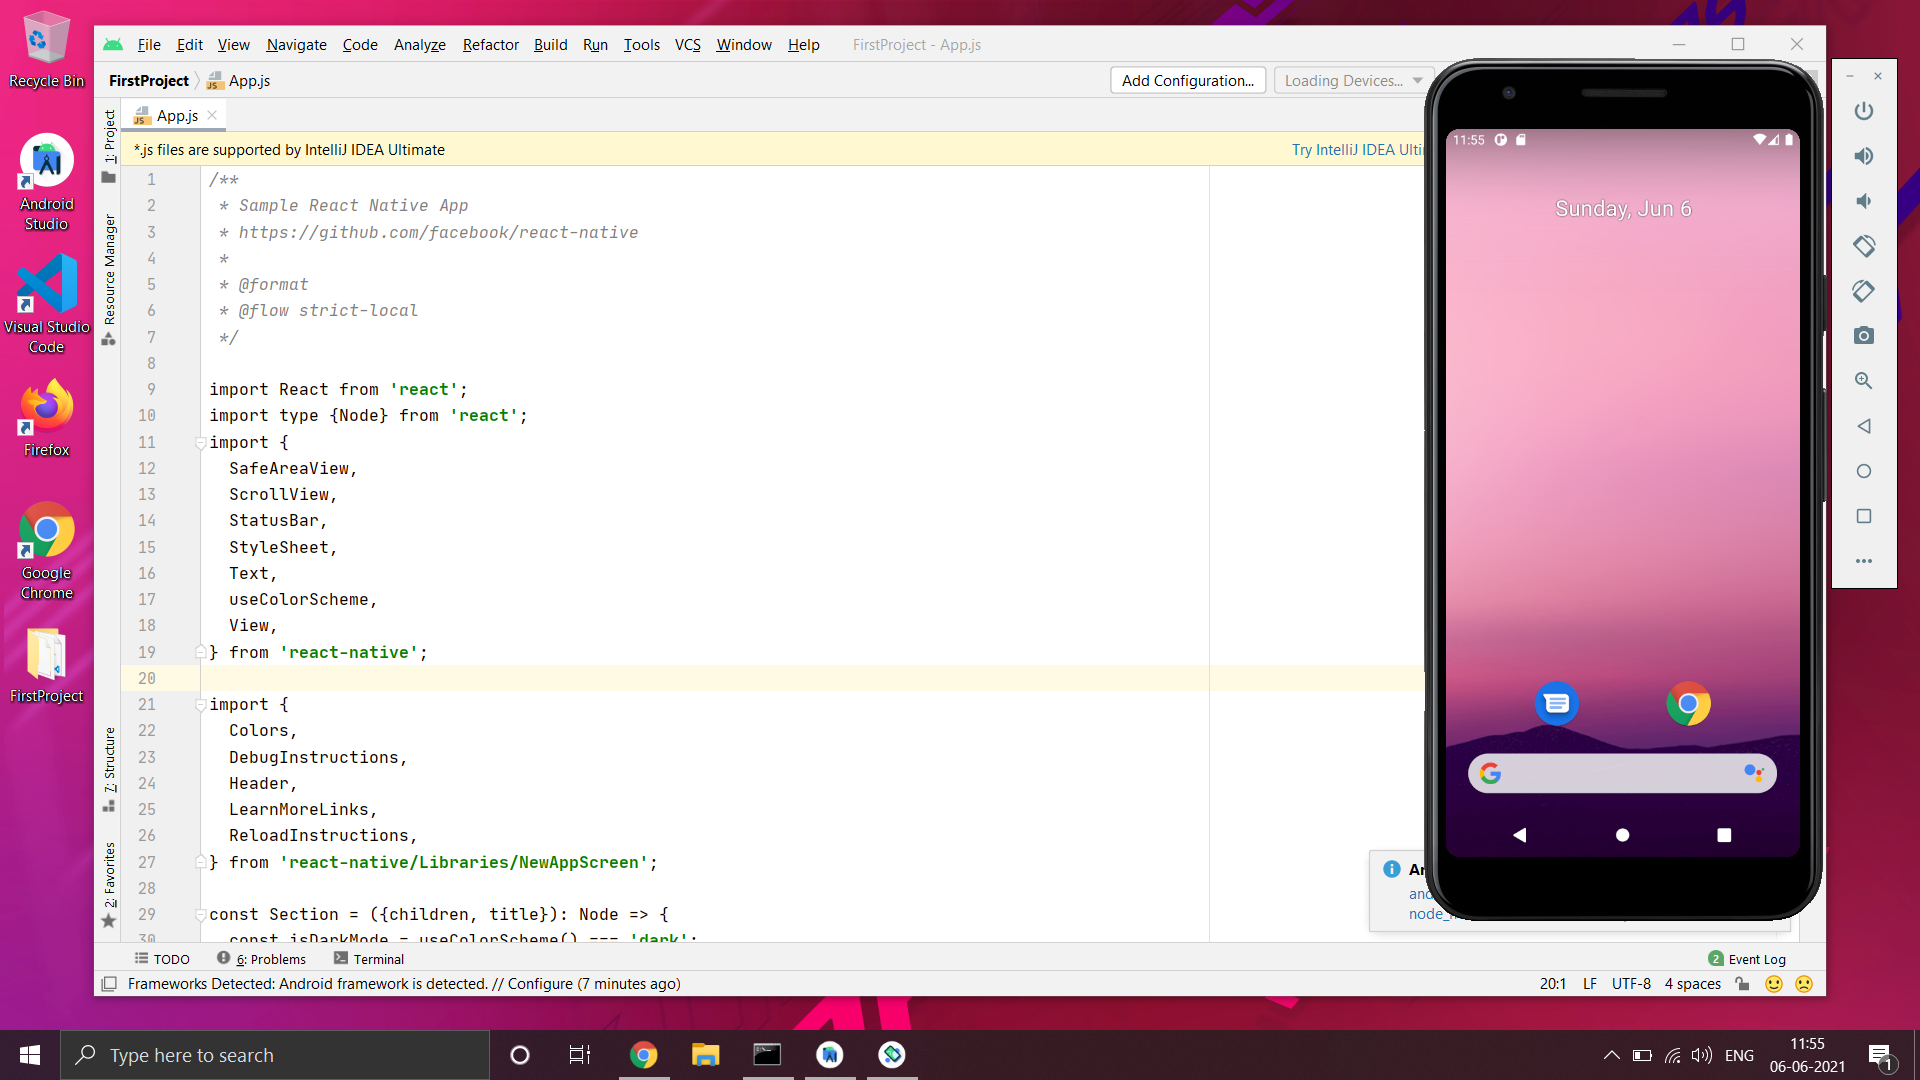 Recycle Bin
Android
Studio
Visual Studio
Code
Firefox
Google
Chrome
FirstProject
File Edit View Navigate Code Analyze Refactor Build Run Tools VCS Window Help FirstProject - App.js
FirstProject App.js Add Configuration... Loading Devices...
App.js
1: Project
Resource Manager
7: Structure
2: Favorites
*.js files are supported by IntelliJ IDEA Ultimate Try IntelliJ IDEA
1 /**
2 * Sample React Native App
3 * https://github.com/facebook/react-native
4 *
5 * @format
6 * @flow strict-local
7 */
8
9 import React from 'react';
10 import type {Node} from 'react';
11 import {
12 SafeAreaView,
13 ScrollView,
14 StatusBar,
15 StyleSheet,
16 Text,
17 useColorScheme,
18 View,
19 } from 'react-native';
20
21 import {
22 Colors,
23 DebugInstructions,
24 Header,
25 LearnMoreLinks,
26 ReloadInstructions,
27 } from 'react-native/Libraries/NewAppScreen';
28
29 const Section = ({children, title}): Node => {
30 const isDarkMode = useColorScheme() === 'dark';
11:55
Sunday, Jun 6
TODO 6: Problems Terminal 2 Event Log
Frameworks Detected: Android framework is detected. // Configure (7 minutes ago) 20:1 LF UTF-8 4 spaces
Type here to search
ENG
11:55
06-06-2021
1